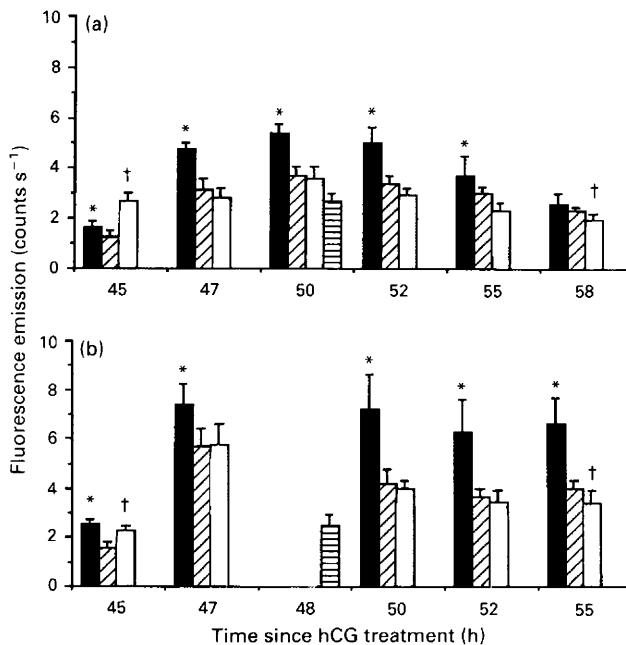 (a)
10
8
6
4
2
0
* * † * * * * †
45 47 50 52 55 58
Fluorescence emission (counts s⁻¹)
(b)
10
8
6
4
2
0
* † * * * * †
45 47 48 50 52 55
Time since hCG treatment (h)